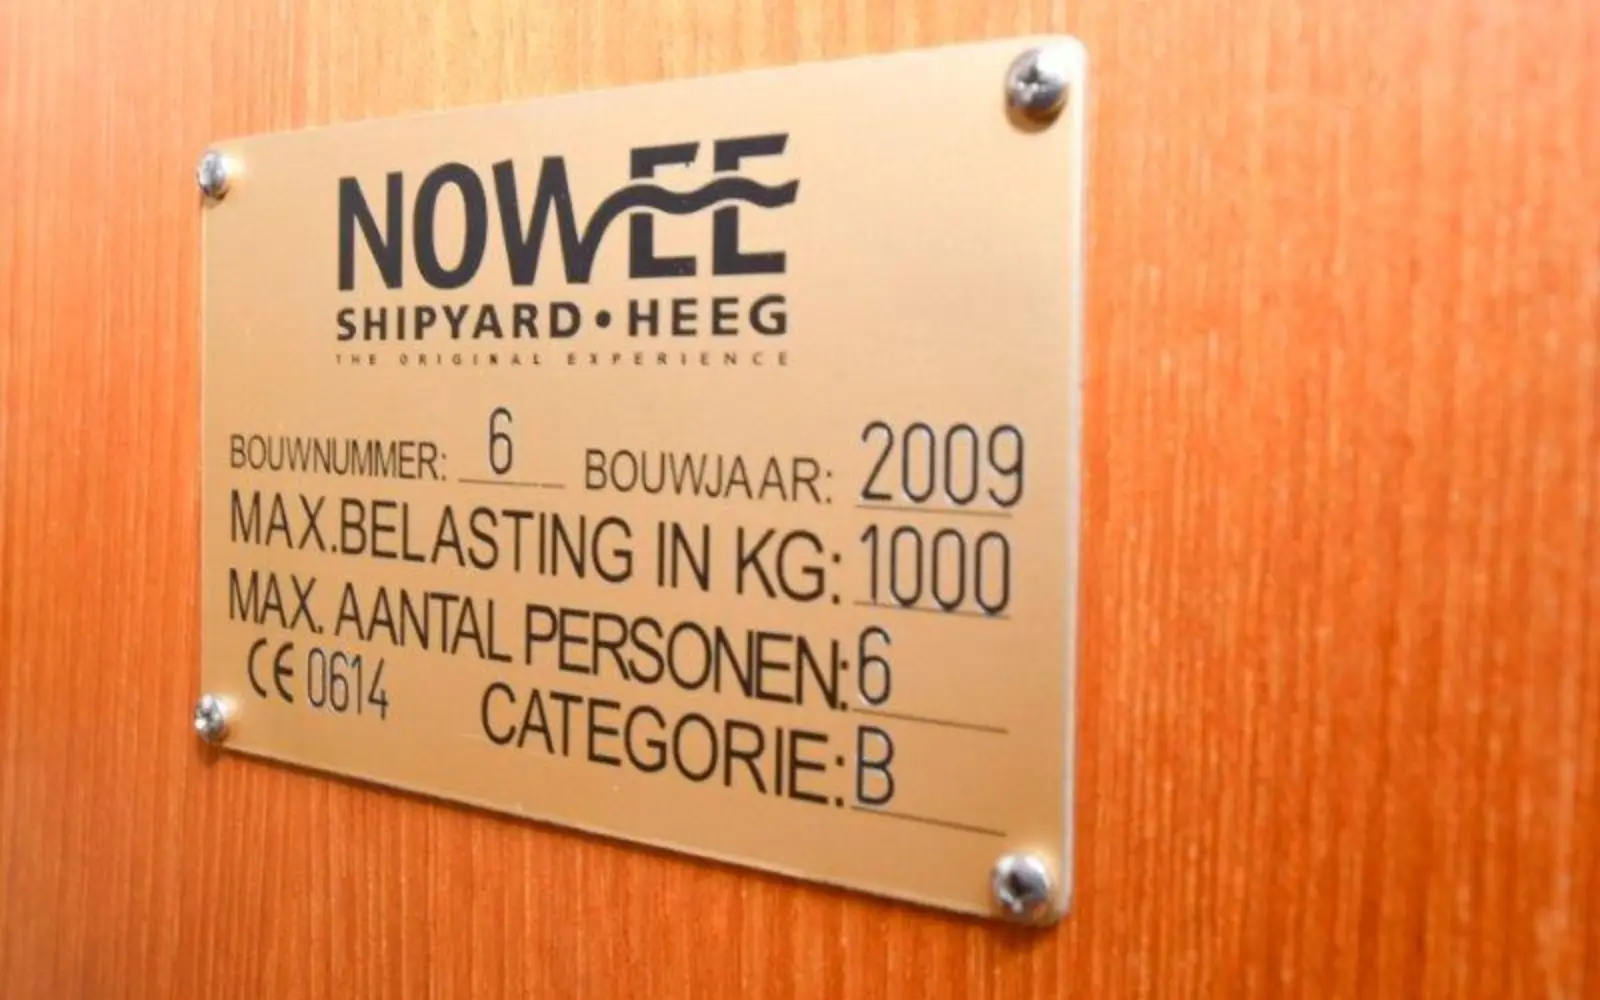 NOWEE
SHIPYARD•HEEG
THE ORIGINAL EXPERIENCE
BOUWNUMMER: 6 BOUWJAAR: 2009
MAX.BELASTING IN KG: 1000
MAX. AANTAL PERSONEN: 6
CE 0614 CATEGORIE: B